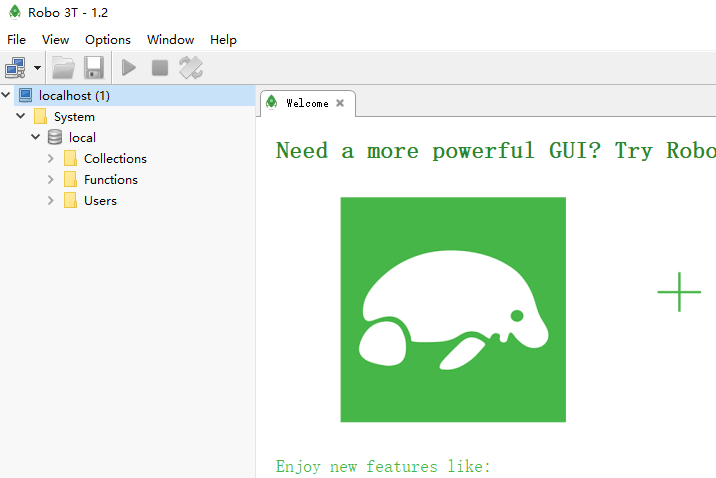 Robo 3T - 1.2
File View Options Window Help
localhost (1)
System
local
Collections
Functions
Users
Welcome
Need a more powerful GUI? Try Robo
Enjoy new features like: